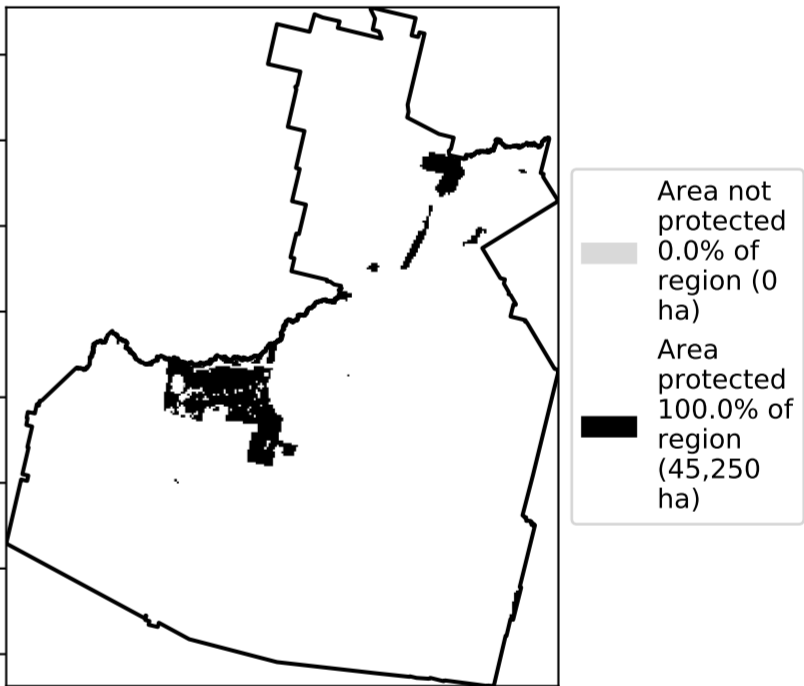 Area not
protected
0.0% of
region (0
ha)
Area
protected
100.0% of
region
(45,250
ha)